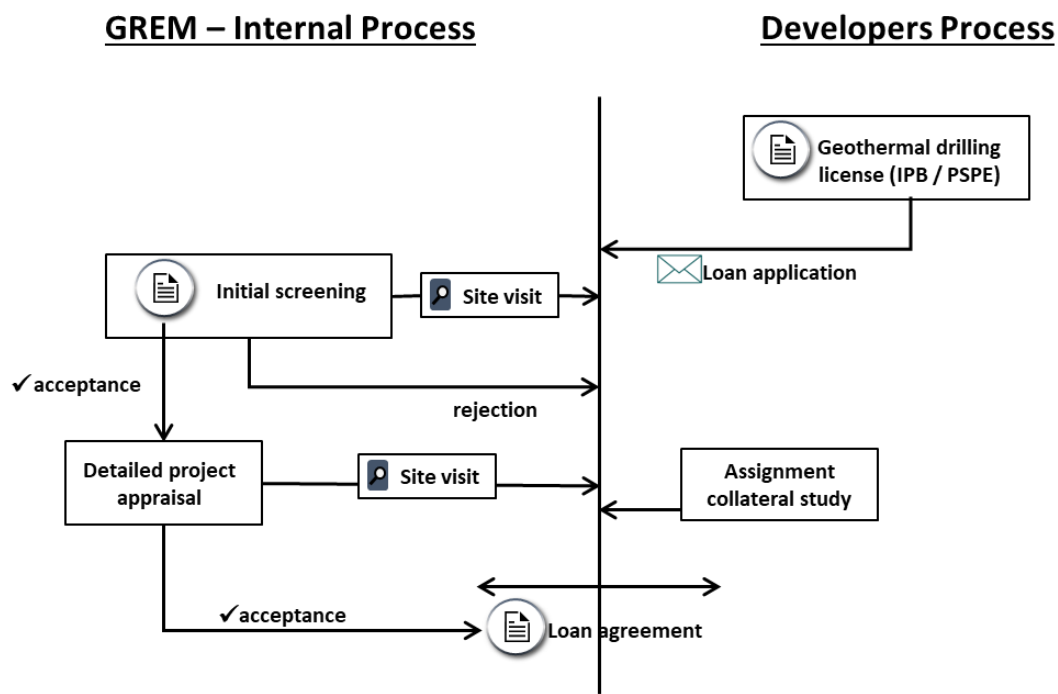 GREM – Internal Process
Developers Process
Geothermal drilling
license (IPB / PSPE)
Loan application
Initial screening
Site visit
✓acceptance
rejection
Detailed project
appraisal
Site visit
Assignment
collateral study
✓acceptance
Loan agreement